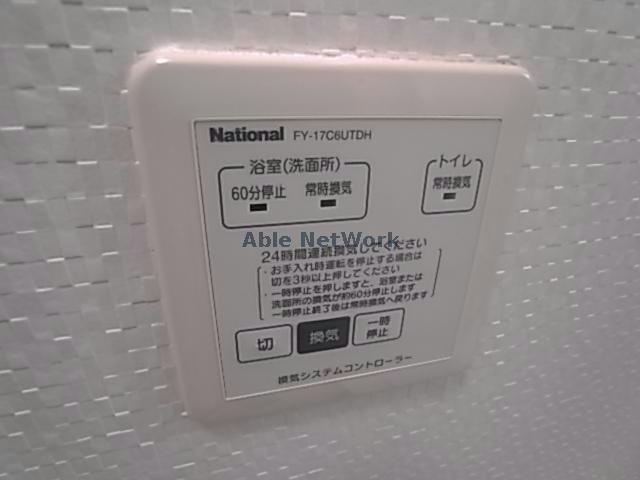 National FY-17C6UTDH
浴室(洗面所)
トイレ
60分停止 常時換気
常時換気
Able NetWork
24時間連続換気してください
・お手入れ時運転を停止する場合は
切を3秒以上押してください
・一時停止を押しますと、浴室または
洗面所の換気が約60分停止します
一時停止終了後は常時換気へ戻ります
切 換気 一時停止
換気システムコントローラー